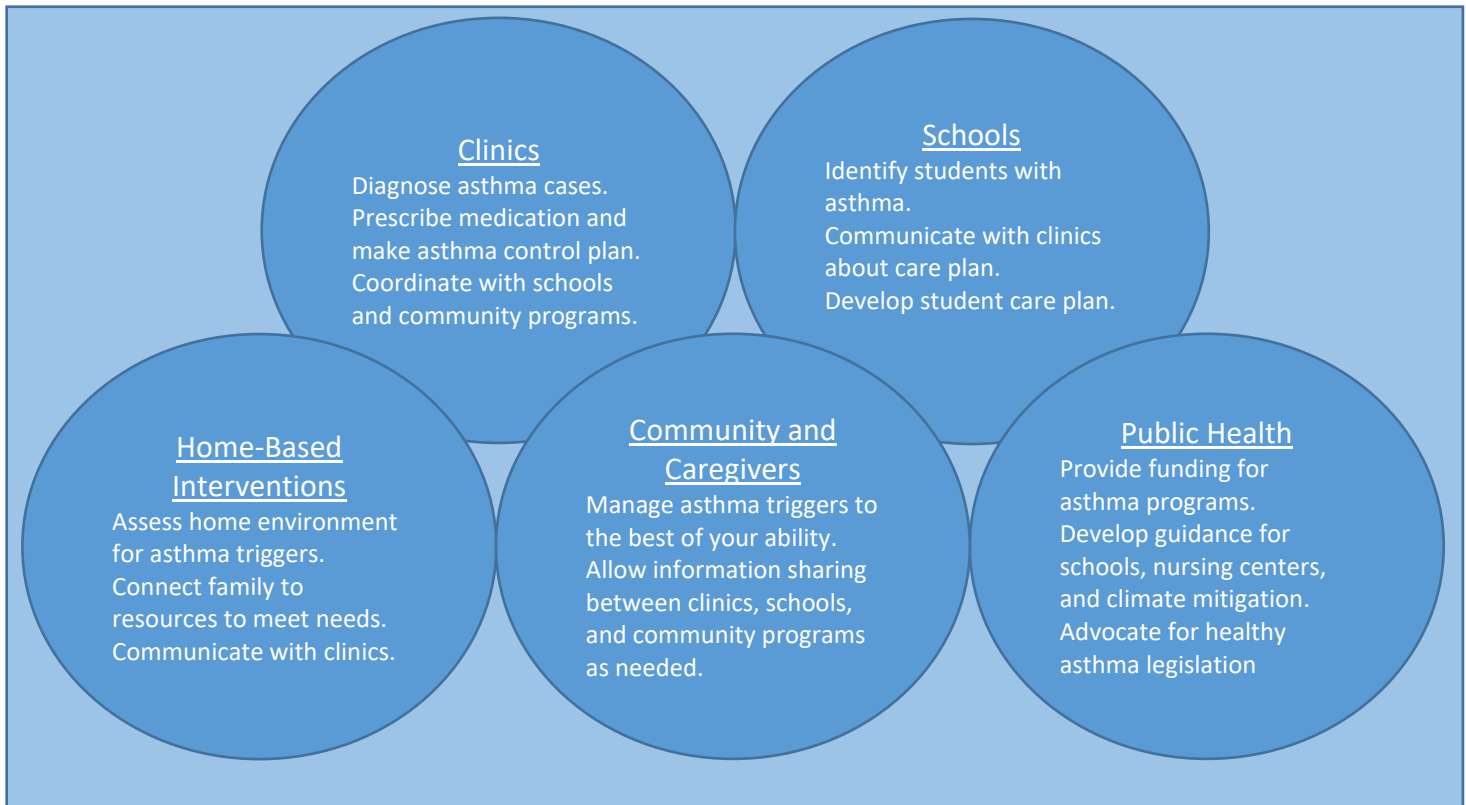 Clinics
Diagnose asthma cases.
Prescribe medication and
make asthma control plan.
Coordinate with schools
and community programs.
Schools
Identify students with
asthma.
Communicate with clinics
about care plan.
Develop student care plan.
Home-Based
Interventions
Assess home environment
for asthma triggers.
Connect family to
resources to meet needs.
Communicate with clinics.
Community and
Caregivers
Manage asthma triggers to
the best of your ability.
Allow information sharing
between clinics, schools,
and community programs
as needed.
Public Health
Provide funding for
asthma programs.
Develop guidance for
schools, nursing centers,
and climate mitigation.
Advocate for healthy
asthma legislation